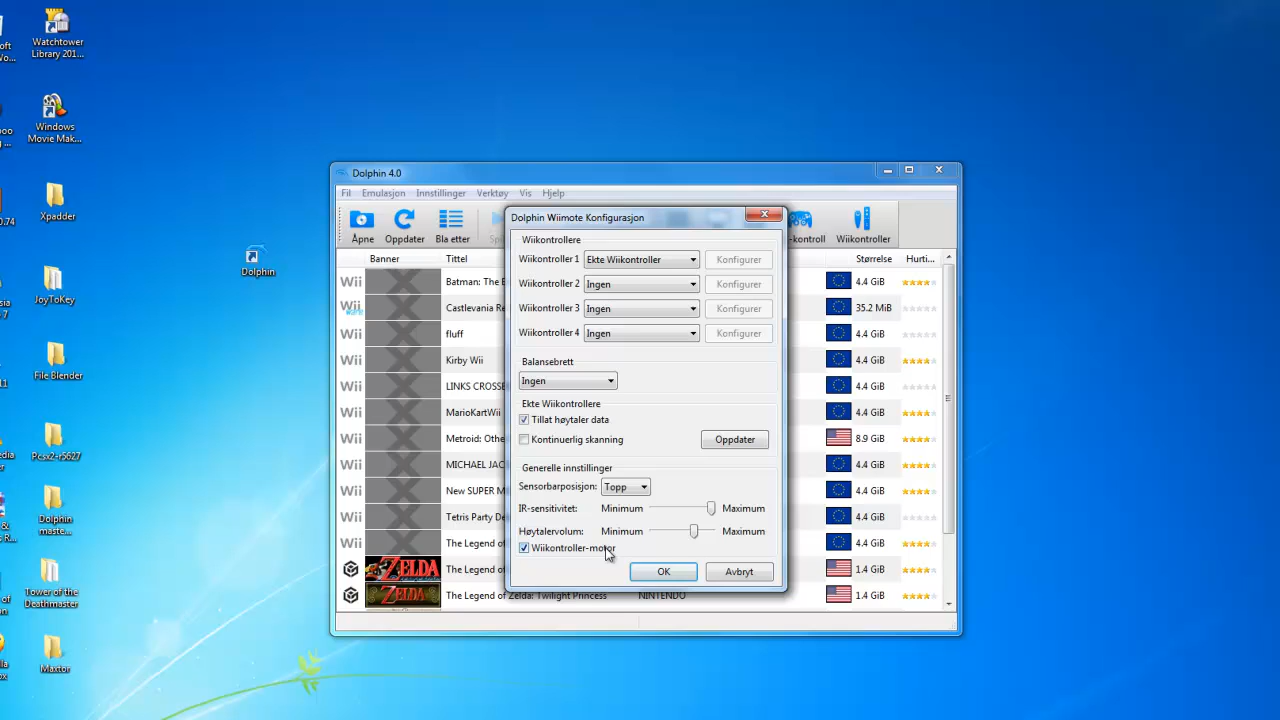 Watchtower
Library 201...
Windows
Movie Mak...
Xpadder
JoyToKey
File Blender
Pcsx2-r5627
Dolphin
maste...
Tower of the
Deathmaster
Maxtor
Dolphin
Dolphin 4.0
Fil Emulasjon Innstillinger Verktøy Vis Hjelp
Åpne Oppdater Bla etter Wiikontroller
Banner Tittel Størrelse Hurti...
Wii Batman: The B 4.4 GiB
Wii Castlevania Re 35.2 MiB
fluff 4.4 GiB
Wii Kirby Wii 4.4 GiB
Wii LINKS CROSSB 4.4 GiB
Wii MarioKartWii 4.4 GiB
Wii Metroid: Othe 8.9 GiB
Wii MICHAEL JAC 4.4 GiB
Wii New SUPER M 4.4 GiB
Wii Tetris Party De 4.4 GiB
Wii The Legend o 4.4 GiB
ZELDA The Legend o 1.4 GiB
ZELDA The Legend of Zelda: Twilight Princess NINTENDO 1.4 GiB
Dolphin Wiimote Konfigurasjon
Wiikontrollere
Wiikontroller 1 Ekte Wiikontroller Konfigurer
Wiikontroller 2 Ingen Konfigurer
Wiikontroller 3 Ingen Konfigurer
Wiikontroller 4 Ingen Konfigurer
Balansebrett
Ingen
Ekte Wiikontrollere
Tillat høytaler data
Kontinuerlig skanning Oppdater
Generelle innstillinger
Sensorbarposisjon: Topp
IR-sensitivitet: Minimum Maximum
Høytalervolum: Minimum Maximum
Wiikontroller-motor
OK Avbryt